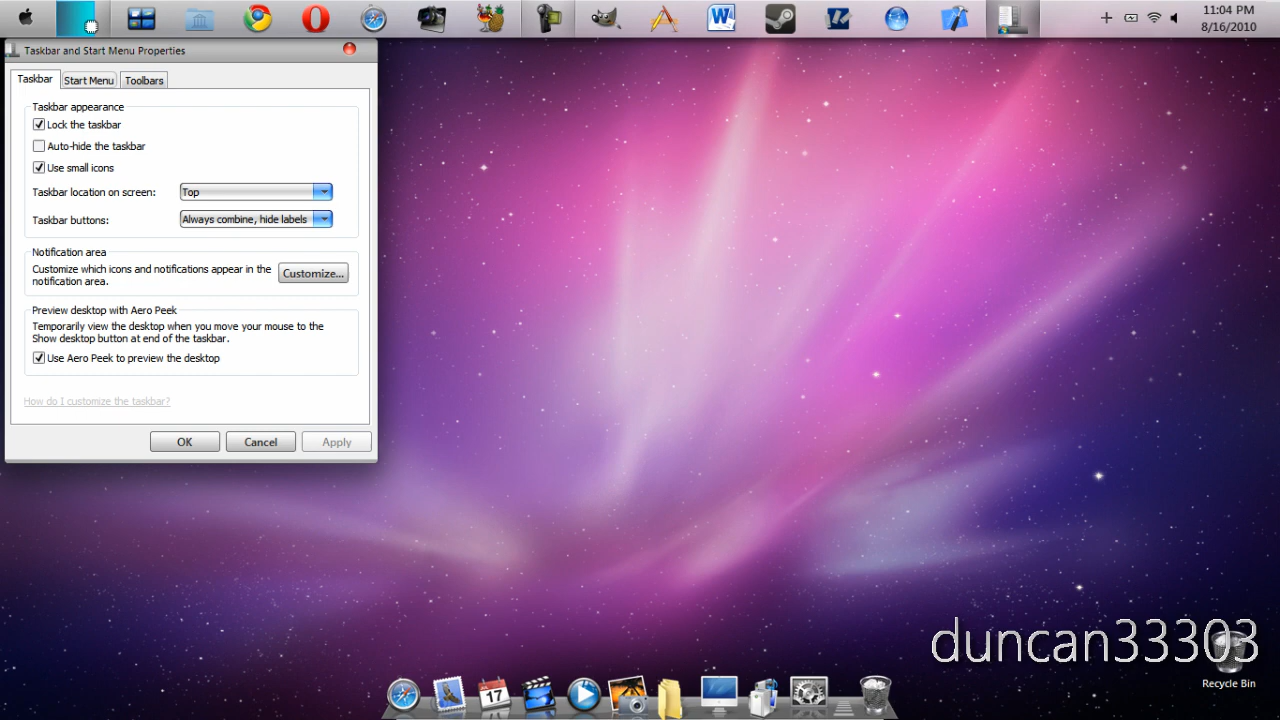 11:04 PM
8/16/2010
Taskbar and Start Menu Properties
Taskbar
Start Menu
Toolbars
Taskbar appearance
Lock the taskbar
Auto-hide the taskbar
Use small icons
Taskbar location on screen:
Top
Taskbar buttons:
Always combine, hide labels
Notification area
Customize which icons and notifications appear in the
notification area.
Customize...
Preview desktop with Aero Peek
Temporarily view the desktop when you move your mouse to the
Show desktop button at end of the taskbar.
Use Aero Peek to preview the desktop
How do I customize the taskbar?
OK
Cancel
Apply
duncan33303
Recycle Bin
17